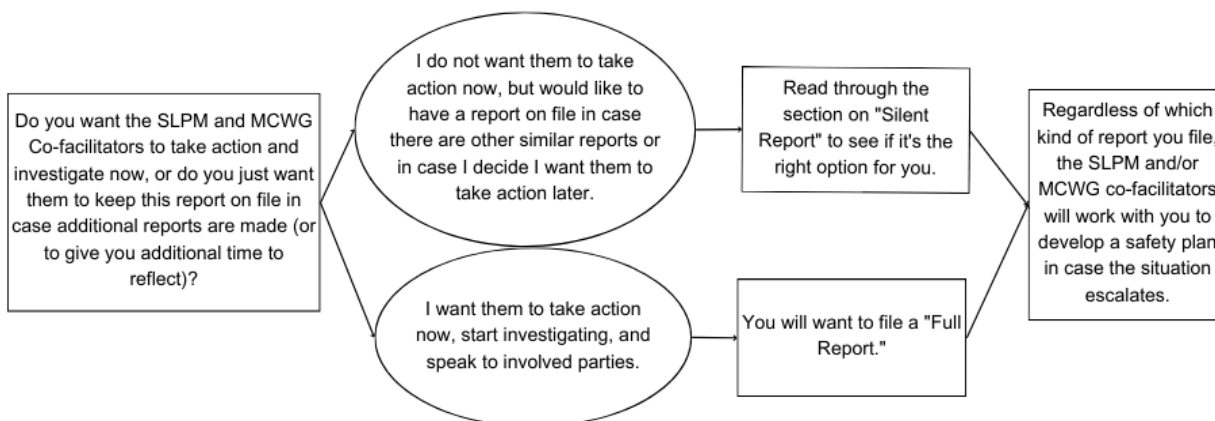 Do you want the SLPM and MCWG
Co-facilitators to take action and
investigate now, or do you just want
them to keep this report on file in
case additional reports are made (or
to give you additional time to
reflect)?
I do not want them to take
action now, but would like to
have a report on file in case
there are other similar reports or
in case I decide I want them to
take action later.
Read through the
section on "Silent
Report" to see if it's the
right option for you.
I want them to take action
now, start investigating, and
speak to involved parties.
You will want to file a "Full
Report."
Regardless of which
kind of report you file,
the SLPM and/or
MCWG co-facilitators
will work with you to
develop a safety plan
in case the situation
escalates.